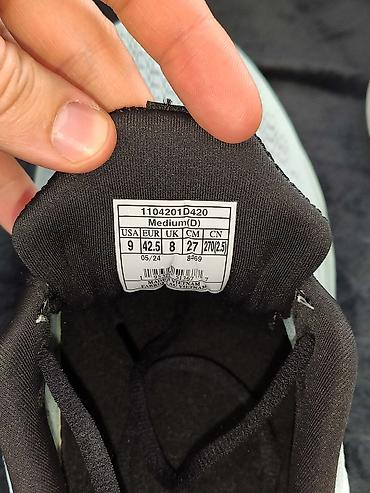 1104201D420
Medium(D)
USA EUR UK CM CN
9 42.5 8 27 270(2.5)
05/24
MADE VIETNAM